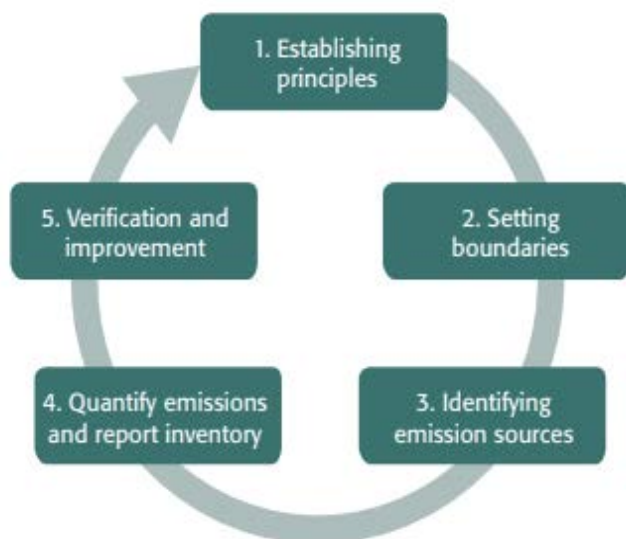 1. Establishing
principles
2. Setting
boundaries
3. Identifying
emission sources
4. Quantify emissions
and report inventory
5. Verification and
improvement